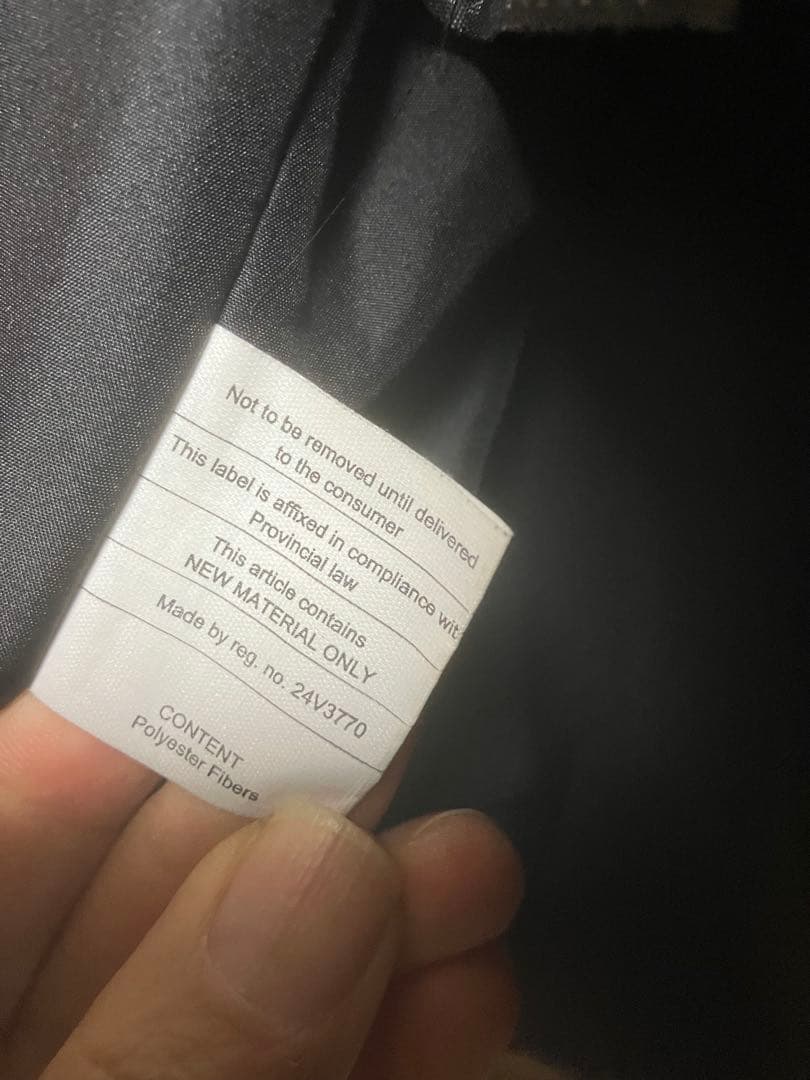 Not to be removed until delivered
to the consumer
This label is affixed in compliance wit
Provincial law
This article contains
NEW MATERIAL ONLY
Made by reg. no. 24V3770
CONTENT
Polyester Fibers